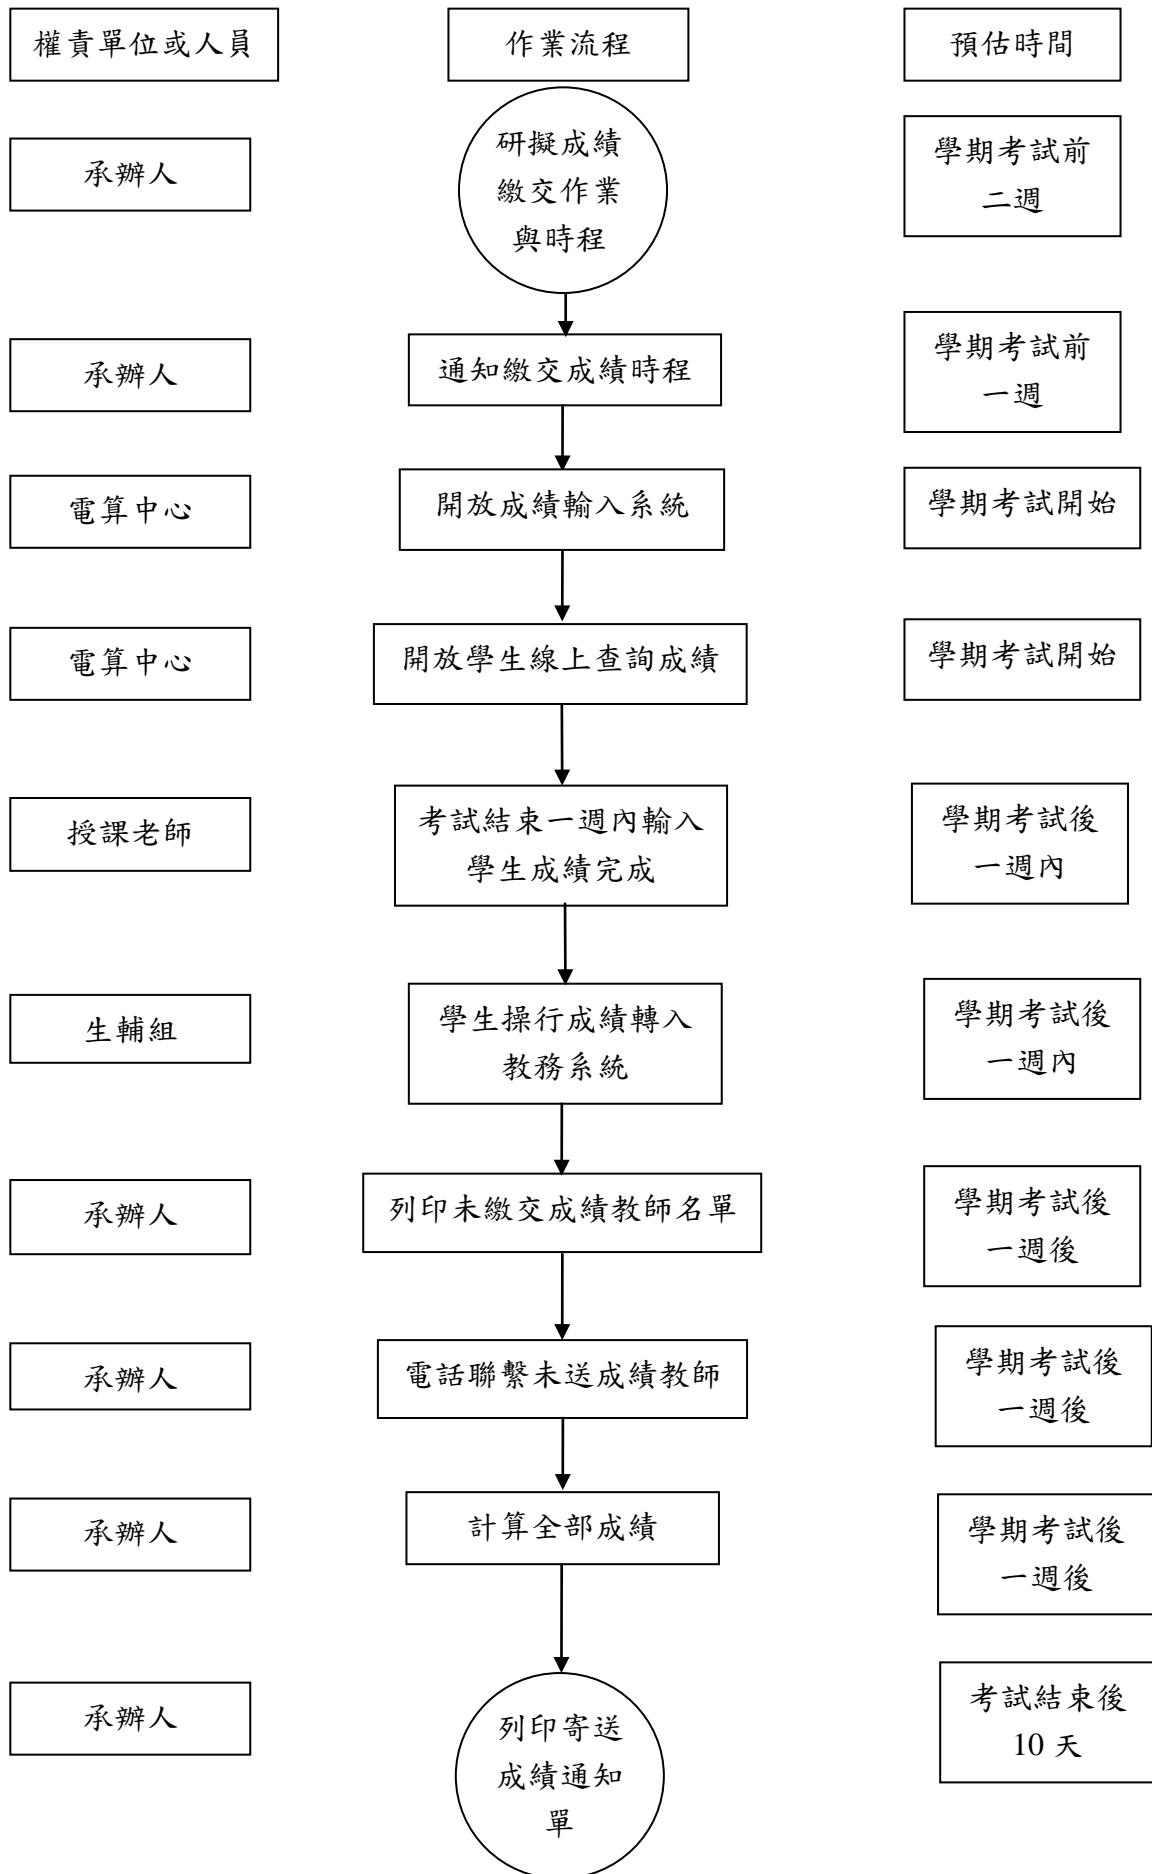 權責單位或人員
作業流程
預估時間
承辦人
研擬成績
繳交作業
與時程
學期考試前
二週
承辦人
通知繳交成績時程
學期考試前
一週
電算中心
開放成績輸入系統
學期考試開始
電算中心
開放學生線上查詢成績
學期考試開始
授課老師
考試結束一週內輸入
學生成績完成
學期考試後
一週內
生輔組
學生操行成績轉入
教務系統
學期考試後
一週內
承辦人
列印未繳交成績教師名單
學期考試後
一週後
承辦人
電話聯繫未送成績教師
學期考試後
一週後
承辦人
計算全部成績
學期考試後
一週後
承辦人
列印寄送
成績通知
單
考試結束後
10 天